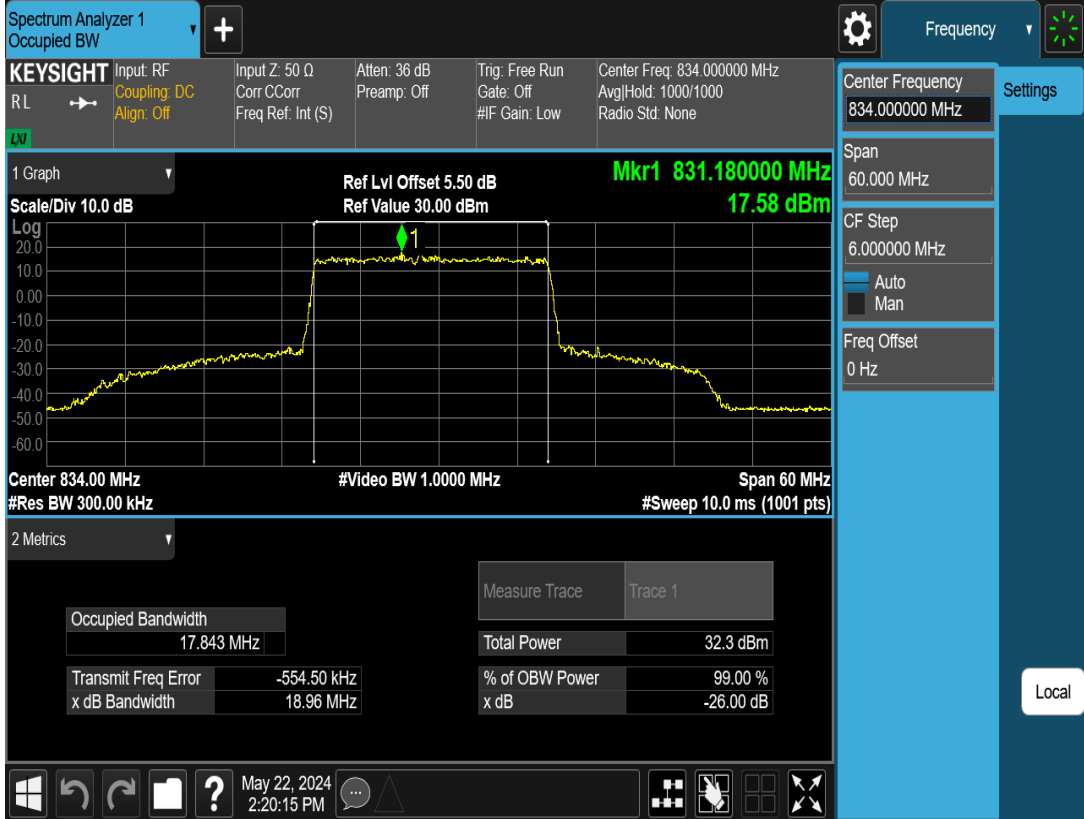 Spectrum Analyzer 1
Occupied BW
+
Frequency
KEYSIGHT
RL
LXI
Input: RF
Coupling: DC
Align: Off
Input Z: 50 Ω
Corr CCorr
Freq Ref: Int (S)
Atten: 36 dB
Preamp: Off
Trig: Free Run
Gate: Off
#IF Gain: Low
Center Freq: 834.000000 MHz
Avg|Hold: 1000/1000
Radio Std: None
Center Frequency
834.000000 MHz
Settings
Span
60.000 MHz
CF Step
6.000000 MHz
Auto
Man
Freq Offset
0 Hz
Local
1 Graph
Scale/Div 10.0 dB
Ref Lvl Offset 5.50 dB
Ref Value 30.00 dBm
Mkr1 831.180000 MHz
17.58 dBm
Log
1
20.0
10.0
0.00
-10.0
-20.0
-30.0
-40.0
-50.0
-60.0
Center 834.00 MHz
#Video BW 1.0000 MHz
Span 60 MHz
#Res BW 300.00 kHz
#Sweep 10.0 ms (1001 pts)
2 Metrics
Measure Trace Trace 1
Occupied Bandwidth
17.843 MHz
Total Power 32.3 dBm
Transmit Freq Error -554.50 kHz
% of OBW Power 99.00 %
x dB Bandwidth 18.96 MHz
x dB -26.00 dB
?
May 22, 2024
2:20:15 PM